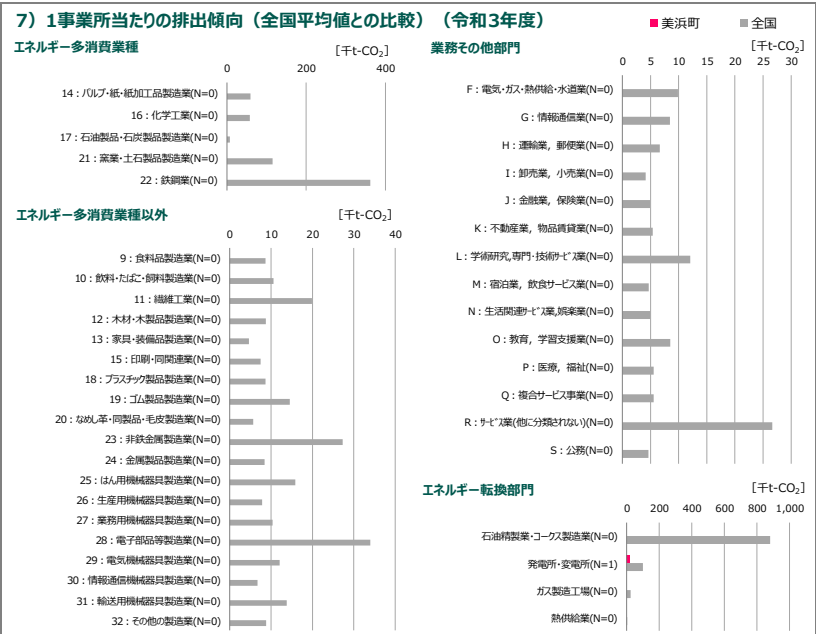 7）1事業所当たりの排出傾向（全国平均値との比較）（令和3年度）
■美浜町 ■全国
エネルギー多消費業種
[千t-CO₂]
0 200 400
14：パルプ・紙・紙加工品製造業(N=0)
16：化学工業(N=0)
17：石油製品・石炭製品製造業(N=0)
21：窯業・土石製品製造業(N=0)
22：鉄鋼業(N=0)
エネルギー多消費業種以外
[千t-CO₂]
0 10 20 30 40
9：食料品製造業(N=0)
10：飲料・たばこ・飼料製造業(N=0)
11：繊維工業(N=0)
12：木材・木製品製造業(N=0)
13：家具・装備品製造業(N=0)
15：印刷・同関連業(N=0)
18：プラスチック製品製造業(N=0)
19：ゴム製品製造業(N=0)
20：なめし革・同製品・毛皮製造業(N=0)
23：非鉄金属製造業(N=0)
24：金属製品製造業(N=0)
25：はん用機械器具製造業(N=0)
26：生産用機械器具製造業(N=0)
27：業務用機械器具製造業(N=0)
28：電子部品等製造業(N=0)
29：電気機械器具製造業(N=0)
30：情報通信機械器具製造業(N=0)
31：輸送用機械器具製造業(N=0)
32：その他の製造業(N=0)
業務その他部門
[千t-CO₂]
0 5 10 15 20 25 30
F：電気・ガス・熱供給・水道業(N=0)
G：情報通信業(N=0)
H：運輸業，郵便業(N=0)
I：卸売業，小売業(N=0)
J：金融業，保険業(N=0)
K：不動産業，物品賃貸業(N=0)
L：学術研究,専門・技術サービス業(N=0)
M：宿泊業，飲食サービス業(N=0)
N：生活関連サービス業,娯楽業(N=0)
O：教育，学習支援業(N=0)
P：医療，福祉(N=0)
Q：複合サービス事業(N=0)
R：サービス業(他に分類されない)(N=0)
S：公務(N=0)
エネルギー転換部門
[千t-CO₂]
0 200 400 600 800 1,000
石油精製業・コークス製造業(N=0)
発電所・変電所(N=1)
ガス製造工場(N=0)
熱供給業(N=0)